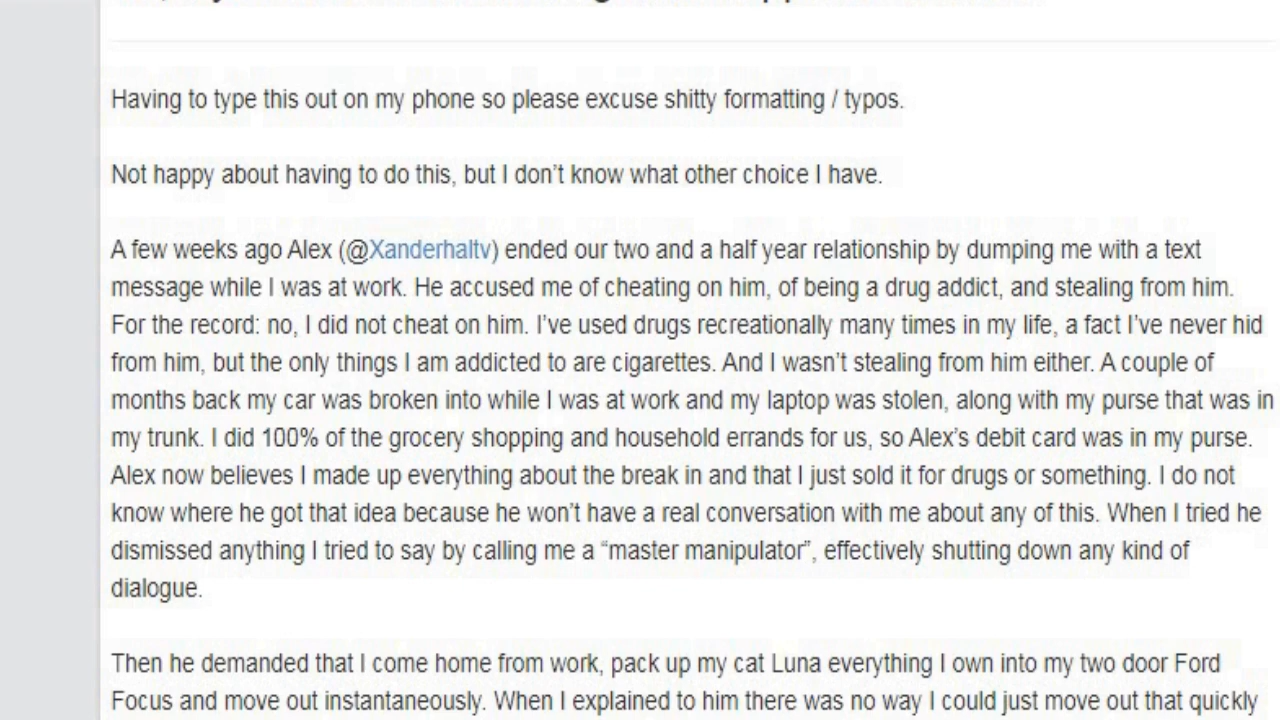 Having to type this out on my phone so please excuse shitty formatting / typos.
Not happy about having to do this, but I don’t know what other choice I have.
A few weeks ago Alex (@Xanderhaltv) ended our two and a half year relationship by dumping me with a text
message while I was at work. He accused me of cheating on him, of being a drug addict, and stealing from him.
For the record: no, I did not cheat on him. I’ve used drugs recreationally many times in my life, a fact I’ve never hid
from him, but the only things I am addicted to are cigarettes. And I wasn’t stealing from him either. A couple of
months back my car was broken into while I was at work and my laptop was stolen, along with my purse that was in
my trunk. I did 100% of the grocery shopping and household errands for us, so Alex’s debit card was in my purse.
Alex now believes I made up everything about the break in and that I just sold it for drugs or something. I do not
know where he got that idea because he won’t have a real conversation with me about any of this. When I tried he
dismissed anything I tried to say by calling me a “master manipulator”, effectively shutting down any kind of
dialogue.
Then he demanded that I come home from work, pack up my cat Luna everything I own into my two door Ford
Focus and move out instantaneously. When I explained to him there was no way I could just move out that quickly